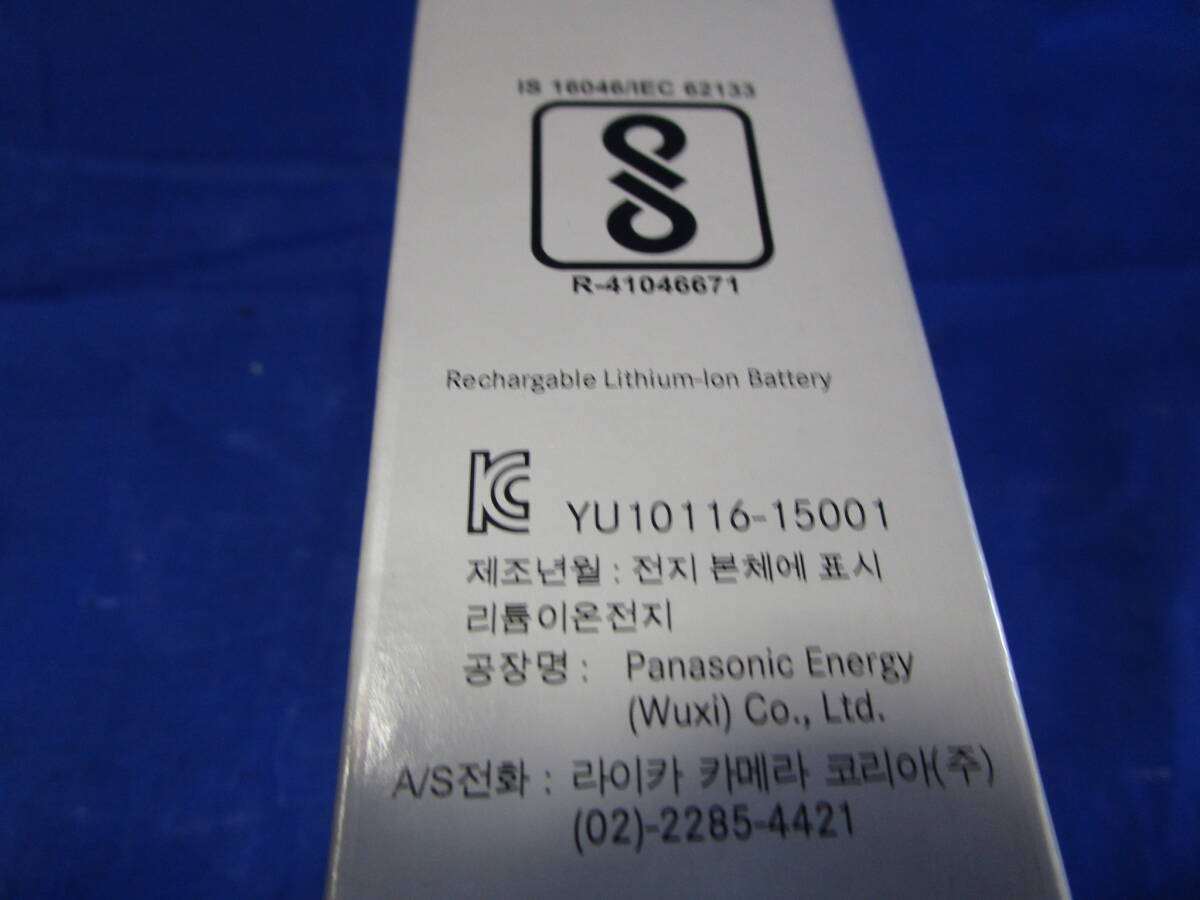 IS 16046/IEC 62133
R-41046671
Rechargable Lithium-Ion Battery
KC YU10116-15001
제조년월 : 전지 본체에 표시
리튬이온전지
공장명 : Panasonic Energy
(Wuxi) Co., Ltd.
A/S전화 : 라이카 카메라 코리아(주)
(02)-2285-4421